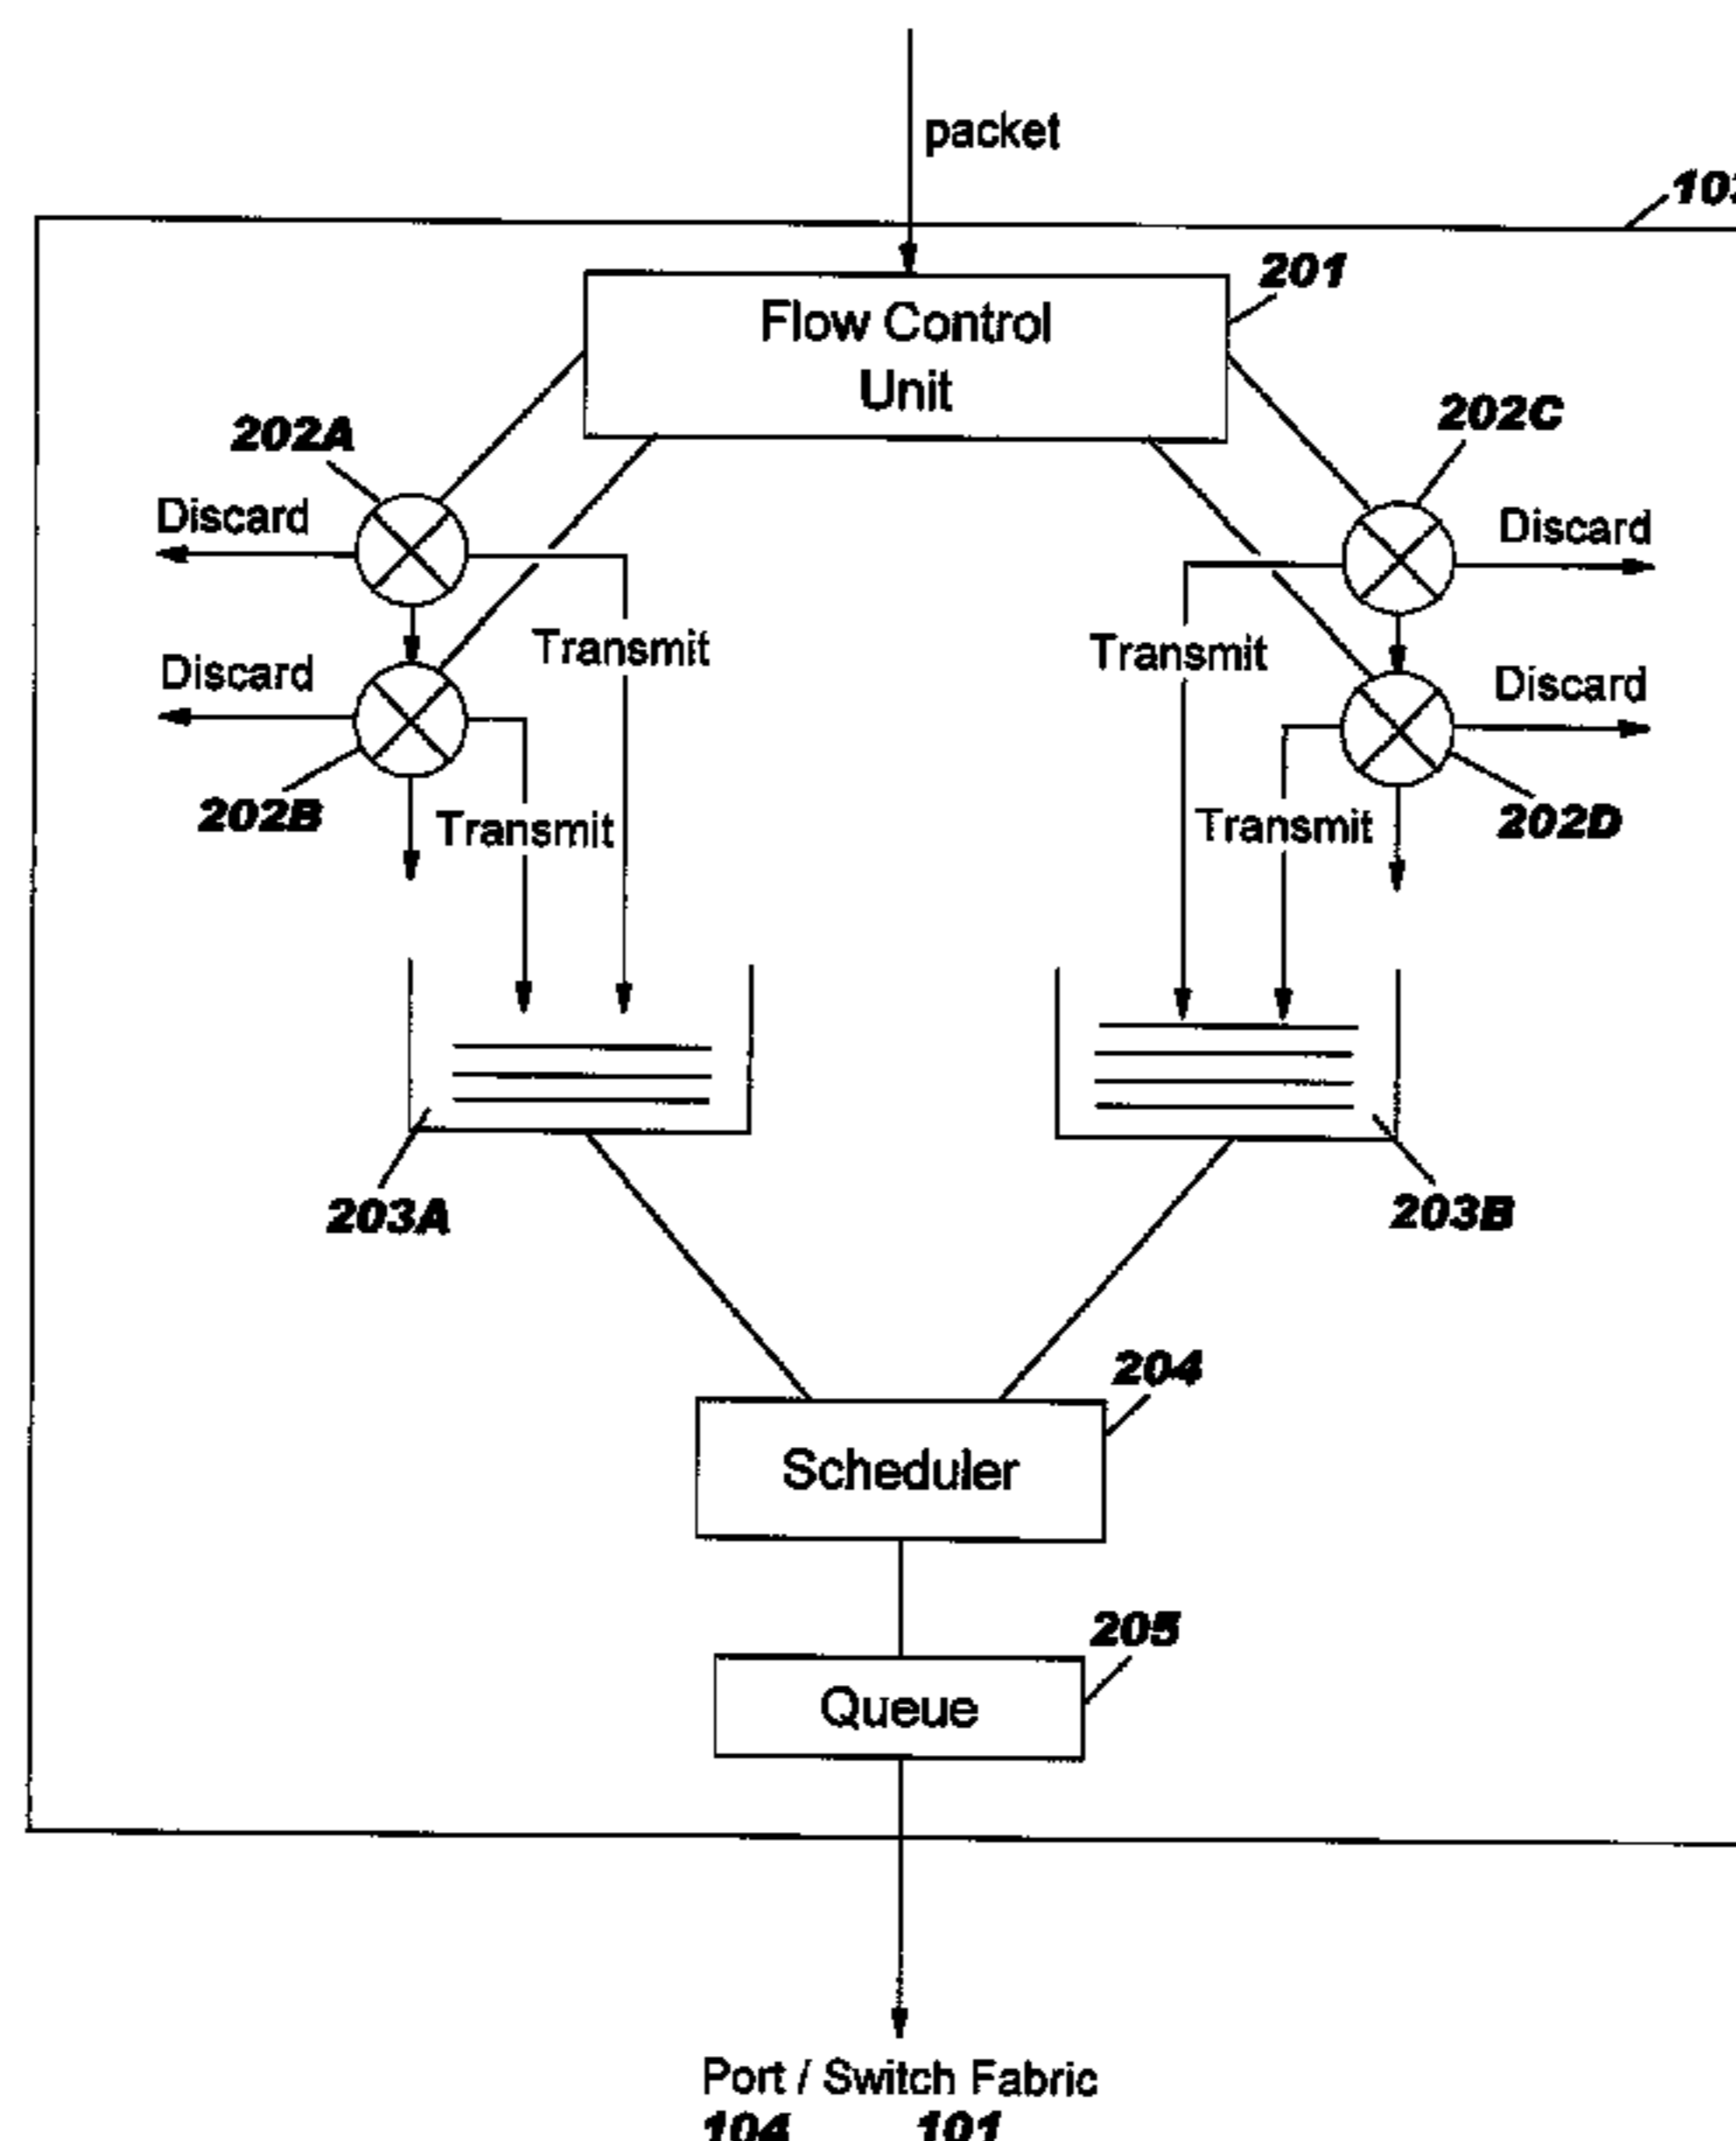 packet
201
Flow Control
Unit
202A
202C
Discard
Discard
Transmit
Transmit
Discard
Discard
202B
202D
Transmit
Transmit
203A
203B
204
Scheduler
205
Queue
Port / Switch Fabric
104 101